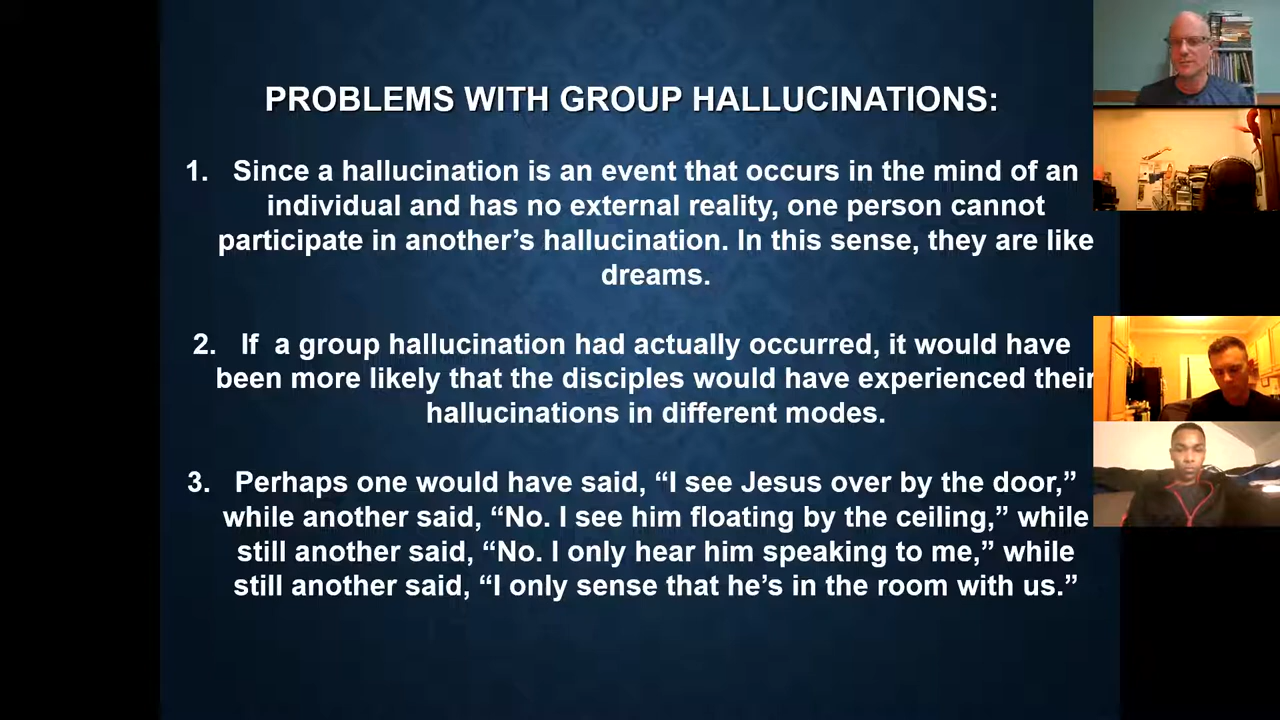 PROBLEMS WITH GROUP HALLUCINATIONS:
1. Since a hallucination is an event that occurs in the mind of an
individual and has no external reality, one person cannot
participate in another’s hallucination. In this sense, they are like
dreams.
2. If a group hallucination had actually occurred, it would have
been more likely that the disciples would have experienced their
hallucinations in different modes.
3. Perhaps one would have said, “I see Jesus over by the door,”
while another said, “No. I see him floating by the ceiling,” while
still another said, “No. I only hear him speaking to me,” while
still another said, “I only sense that he’s in the room with us.”